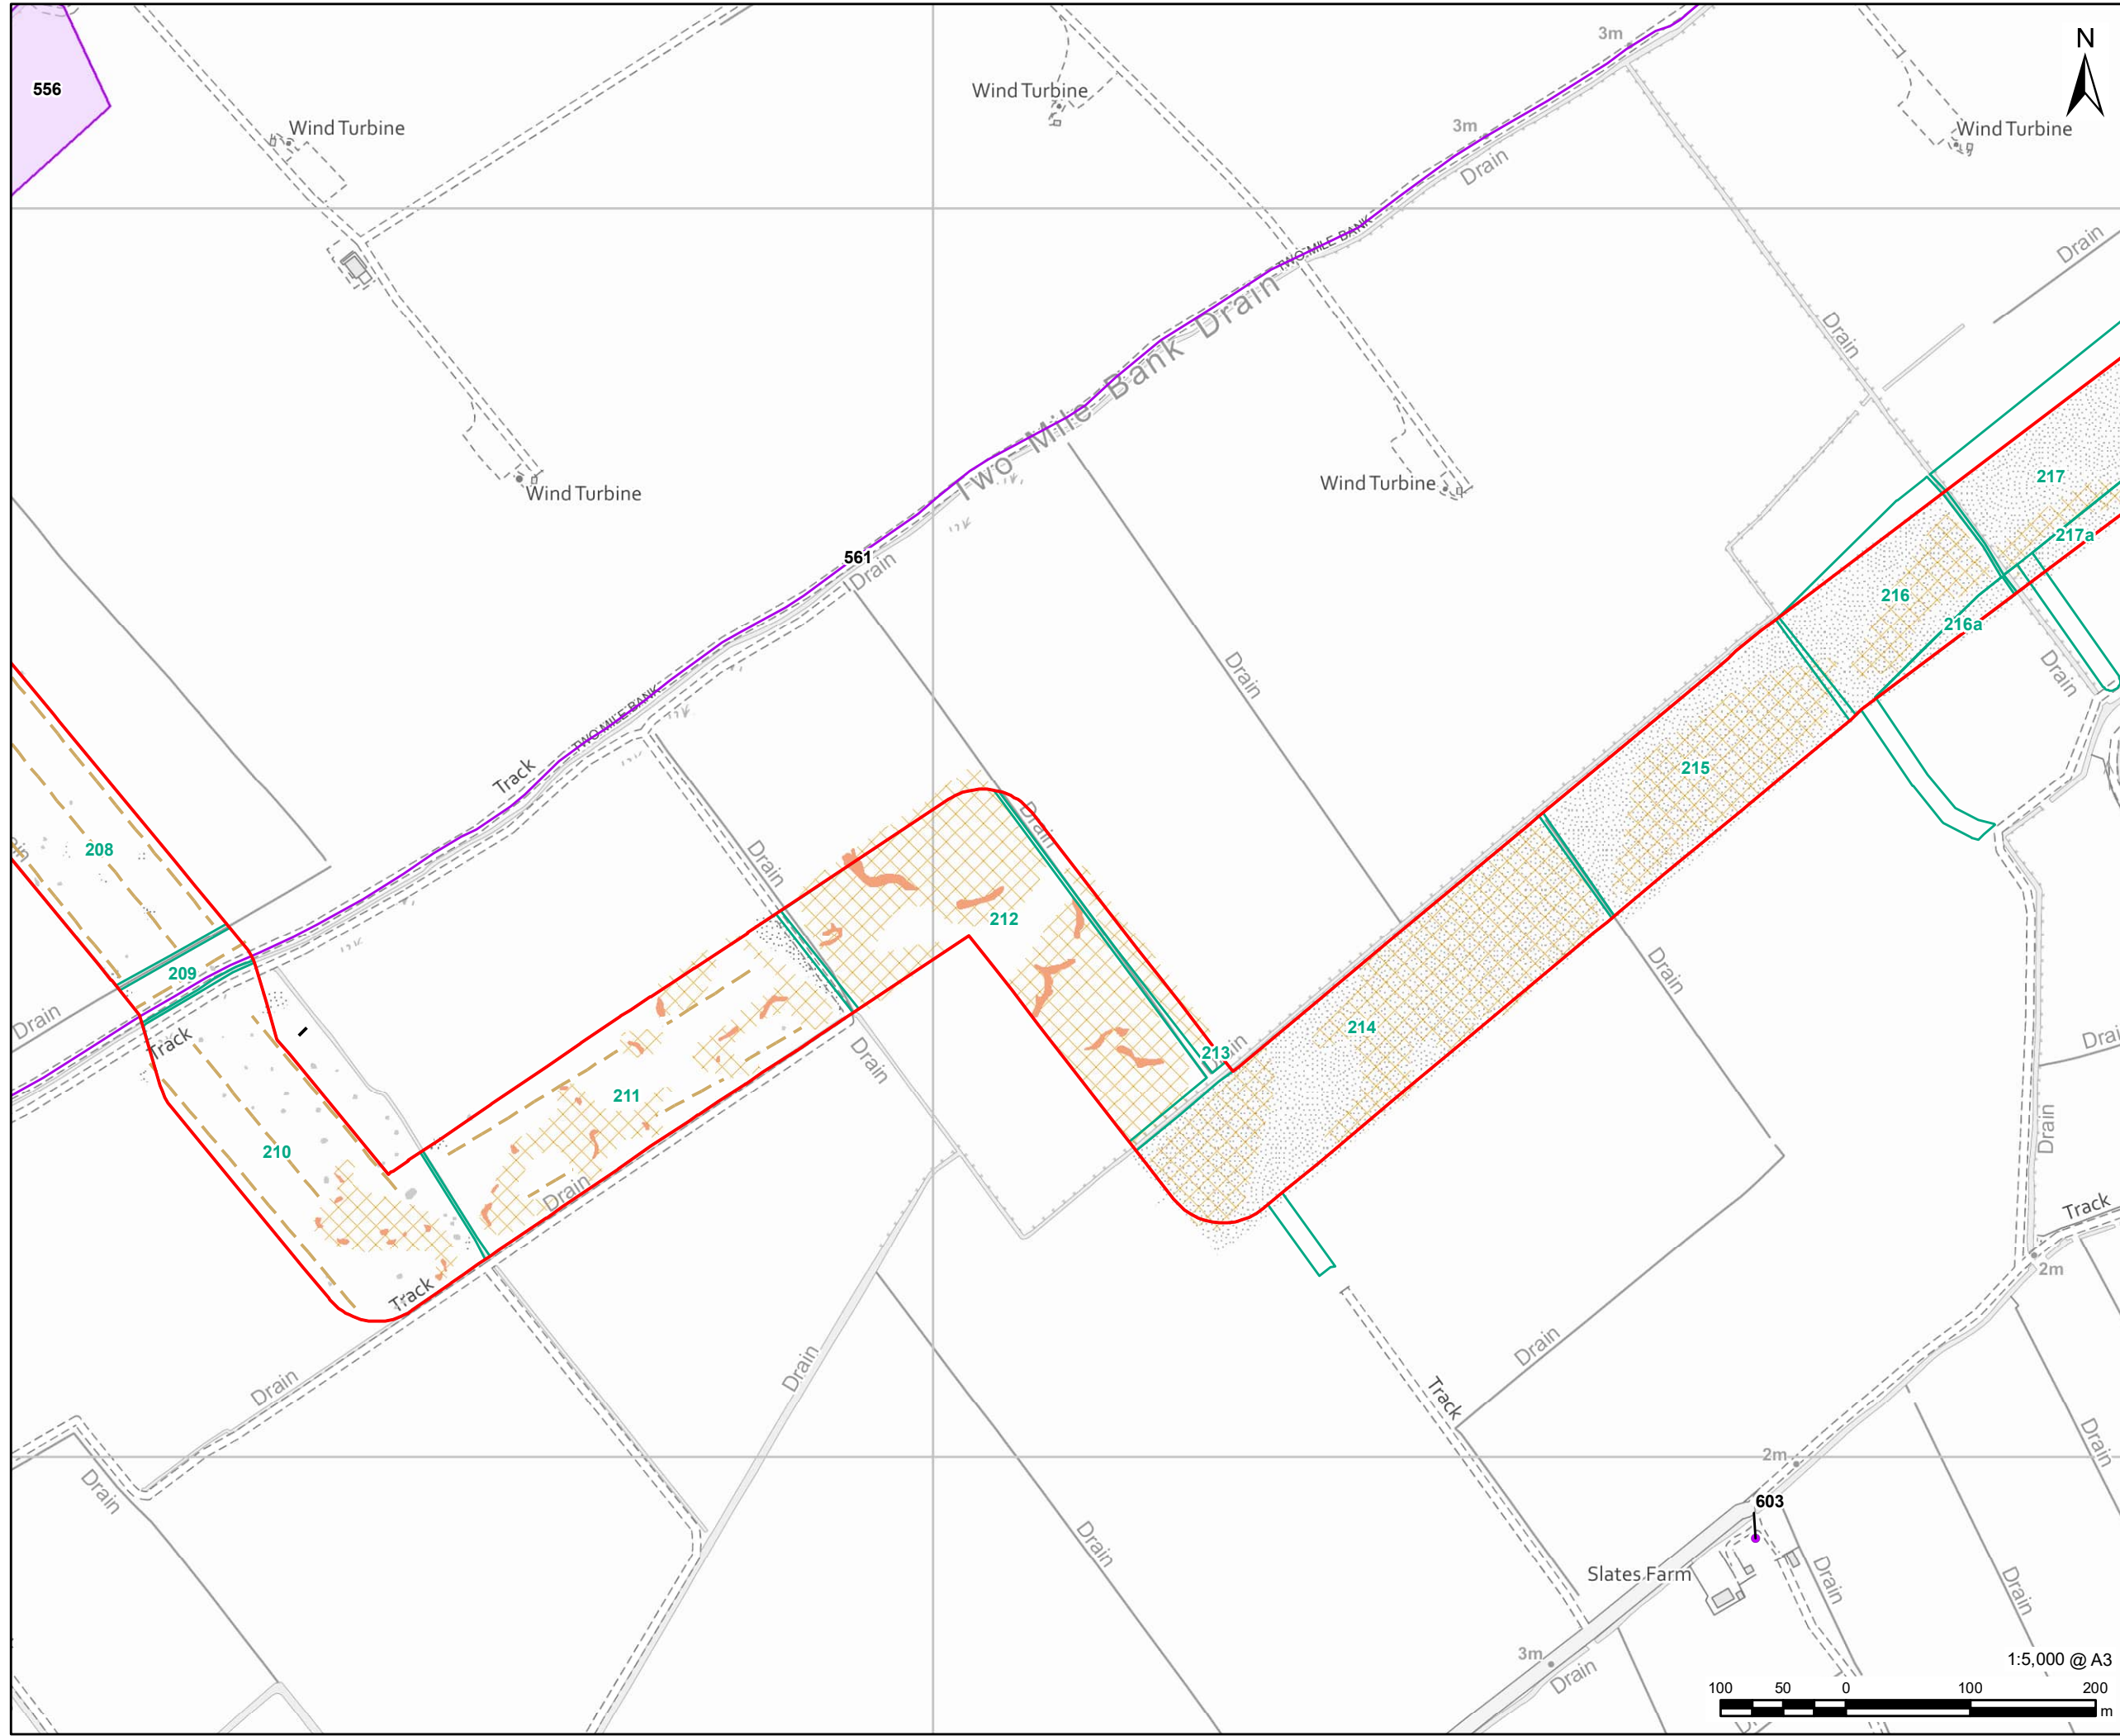 3m
N
556
Wind Turbine
Wind Turbine
Wind Turbine
3m
Drain
TWO MILE BANK
Drain
Two Mile Bank Drain
Drain
217
Wind Turbine
Wind Turbine
217a
561
Drain
216
216a
Drain
Drain
TWO MILE BANK
215
Track
Drain
208
Drain
212
209
Drain
Drain
214
Track
213
Drain
211
Drain
210
Drain
Drain
Track
Track
2m
Drain
Drain
Drain
Track
Drain
2m
Drain
Drain
603
Slates Farm
Drain
Drain
3m
Drain
1:5,000 @ A3
100 50 0 100 200
m